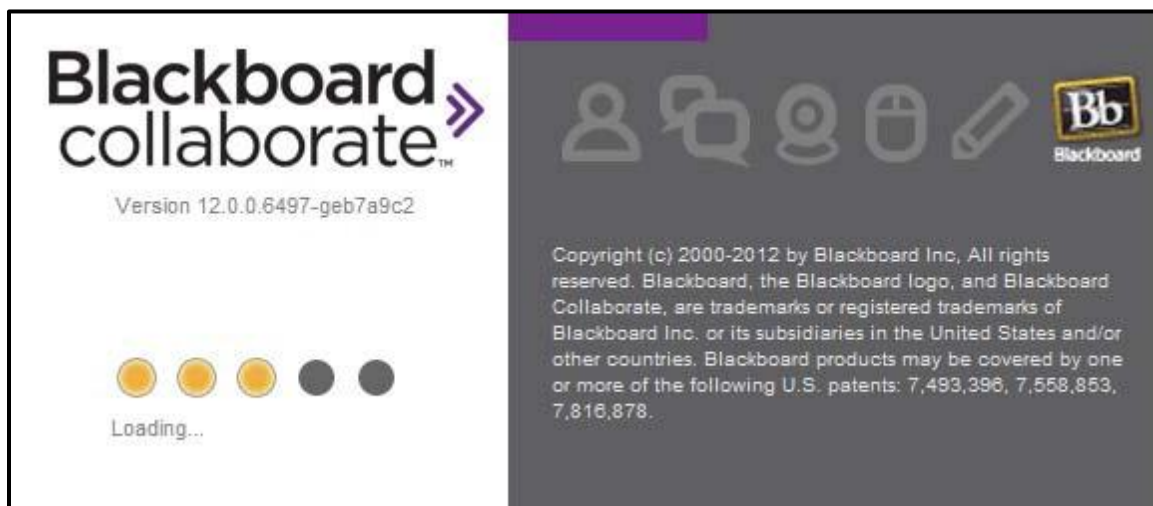 Blackboard
collaborate™
Version 12.0.0.6497-geb7a9c2
Loading...
Bb
Blackboard
Copyright (c) 2000-2012 by Blackboard Inc, All rights
reserved. Blackboard, the Blackboard logo, and Blackboard
Collaborate, are trademarks or registered trademarks of
Blackboard Inc. or its subsidiaries in the United States and/or
other countries. Blackboard products may be covered by one
or more of the following U.S. patents: 7,493,396, 7,558,853,
7,816,878.